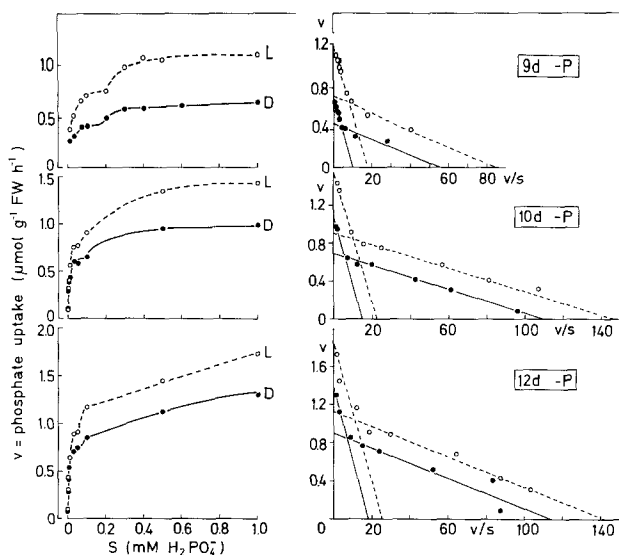 v = phosphate uptake (µmol g⁻¹ FW h⁻¹)
1.0
0.5
0
L
D
1.5
1.0
0.5
0
L
D
2.0
1.5
1.0
0.5
0
L
D
0 0.2 0.4 0.6 0.8 1.0
S (mM H₂PO₄⁻)
v
1.2
0.8
0.4
0
9d -P
20 40 60 80 v/s
v
1.2
0.8
0.4
0
10d -P
20 60 100 140
v/s
v
1.6
1.2
0.8
0.4
0
12d -P
0 20 60 100 140
v/s